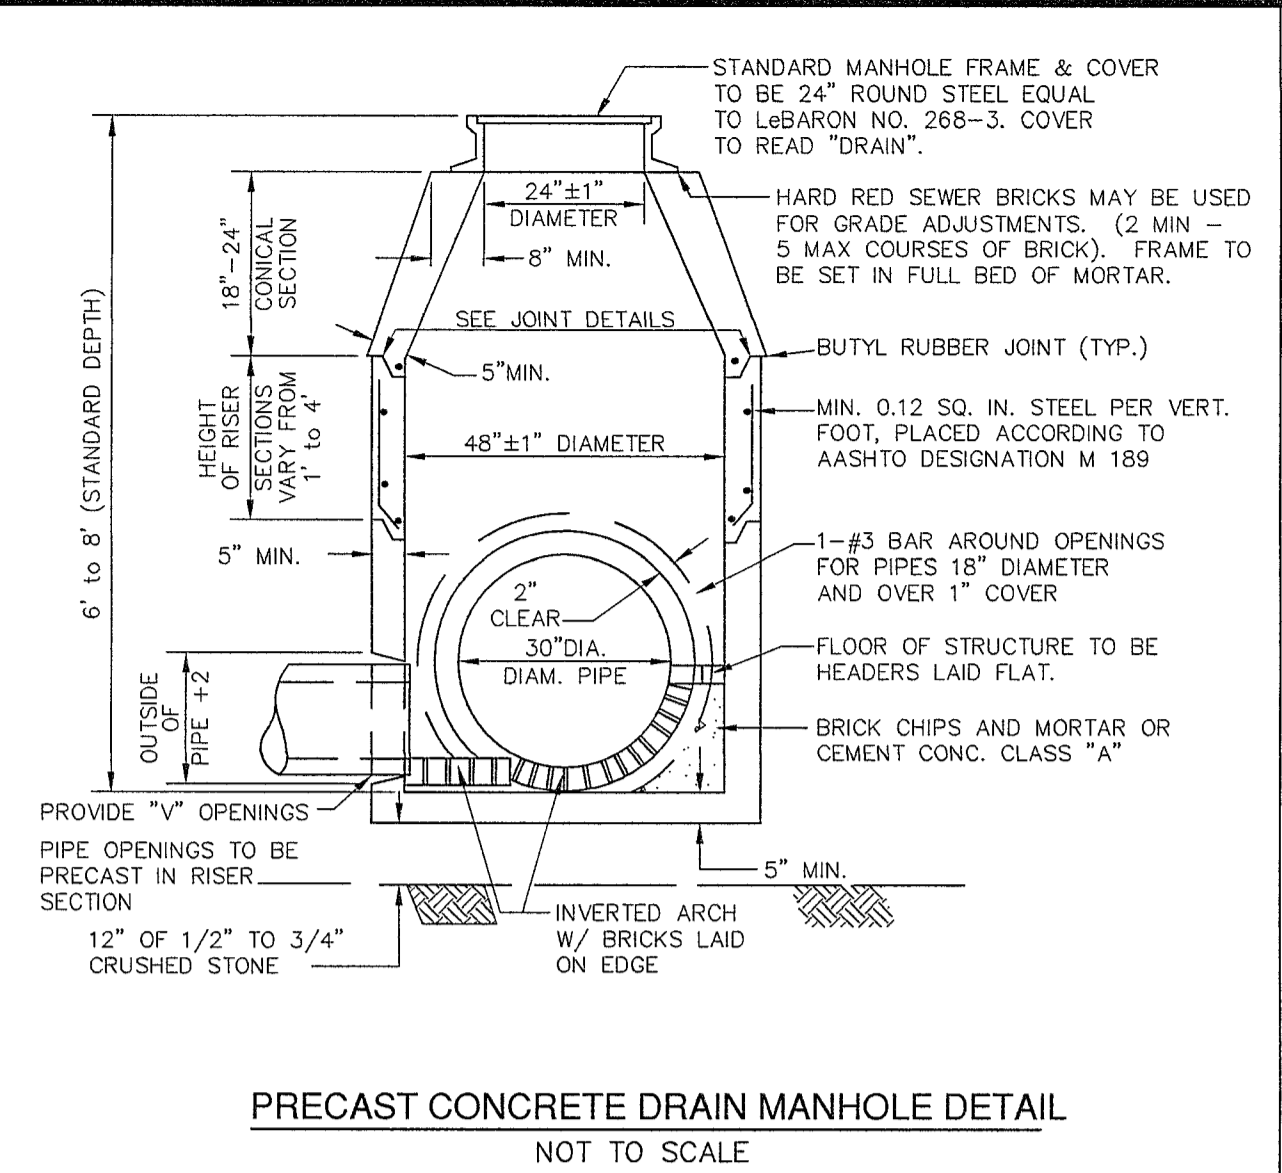 STANDARD MANHOLE FRAME & COVER
TO BE 24" ROUND STEEL EQUAL
TO LeBARON NO. 268-3. COVER
TO READ "DRAIN".
HARD RED SEWER BRICKS MAY BE USED
FOR GRADE ADJUSTMENTS. (2 MIN -
5 MAX COURSES OF BRICK). FRAME TO
BE SET IN FULL BED OF MORTAR.
24"±1"
DIAMETER
8" MIN.
18"-24"
CONICAL
SECTION
6' to 8' (STANDARD DEPTH)
SEE JOINT DETAILS
5"MIN.
BUTYL RUBBER JOINT (TYP.)
HEIGHT
OF RISER
SECTIONS
VARY FROM
1' to 4'
48"±1" DIAMETER
MIN. 0.12 SQ. IN. STEEL PER VERT.
FOOT, PLACED ACCORDING TO
AASHTO DESIGNATION M 189
5" MIN.
1-#3 BAR AROUND OPENINGS
FOR PIPES 18" DIAMETER
AND OVER 1" COVER
2"
CLEAR
30"DIA.
DIAM. PIPE
FLOOR OF STRUCTURE TO BE
HEADERS LAID FLAT.
OUTSIDE
OF
PIPE +2
BRICK CHIPS AND MORTAR OR
CEMENT CONC. CLASS "A"
PROVIDE "V" OPENINGS
PIPE OPENINGS TO BE
PRECAST IN RISER
SECTION
5" MIN.
12" OF 1/2" TO 3/4"
CRUSHED STONE
INVERTED ARCH
W/ BRICKS LAID
ON EDGE
PRECAST CONCRETE DRAIN MANHOLE DETAIL
NOT TO SCALE